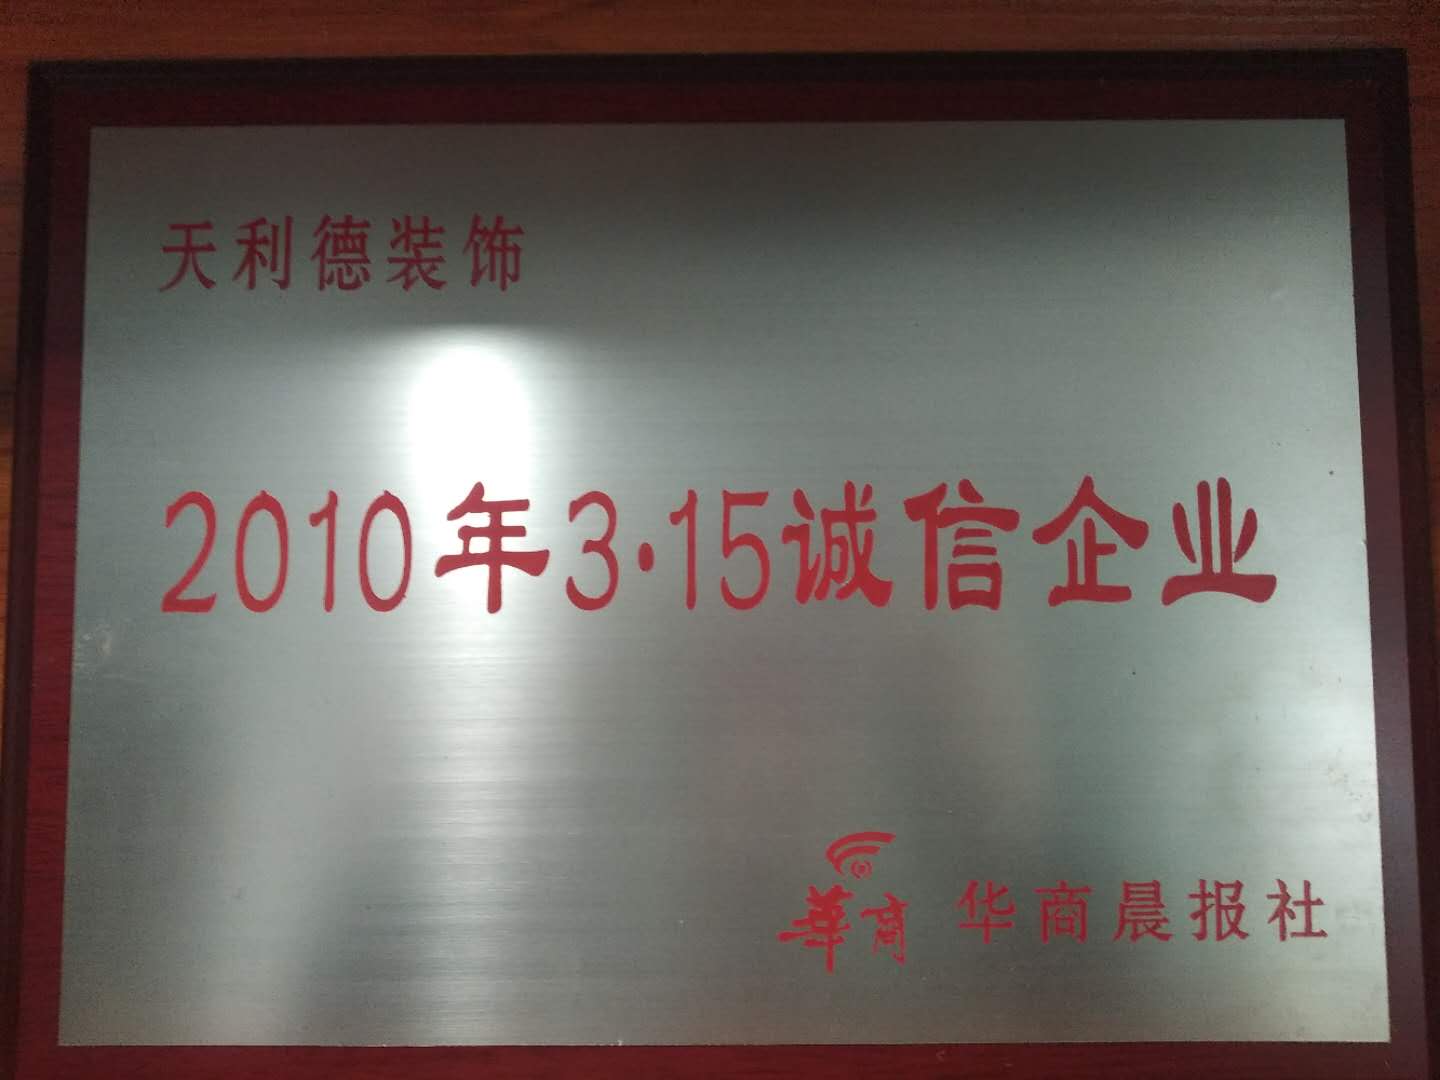 天利德装饰
2010年3·15诚信企业
華商 华商晨报社